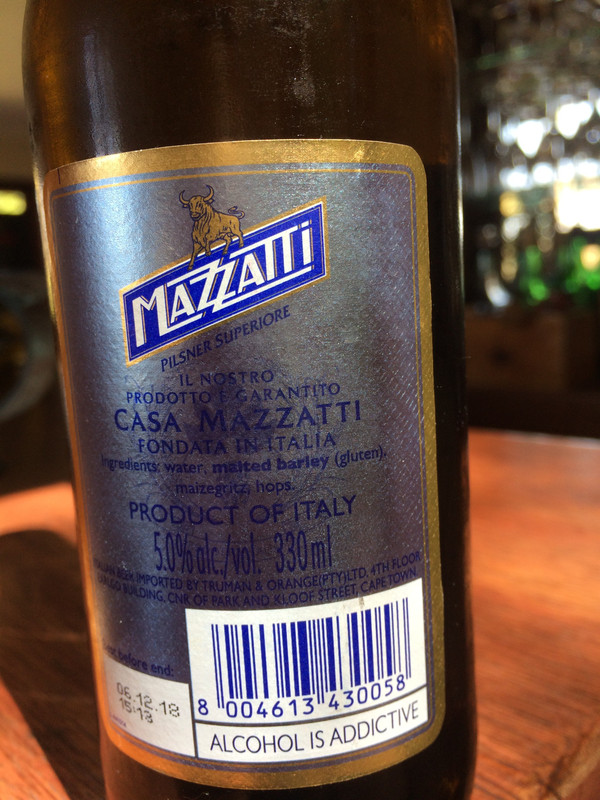 MAZZATTI
PILSNER SUPERIORE
IL NOSTRO
PRODOTTO È GARANTITO
CASA MAZZATTI
FONDATA IN ITALIA
Ingredients: water, malted barley (gluten),
maizegritz, hops.
PRODUCT OF ITALY
5.0% alc./vol. 330ml
BEER IMPORTED BY TRUMAN & ORANGE(PTY)LTD, 4TH FLOOR
BUILDING, CNR OF PARK AND KLOOF STREET, CAPE TOWN
before end:
06.12.18
15:13
8 004613 430058
ALCOHOL IS ADDICTIVE